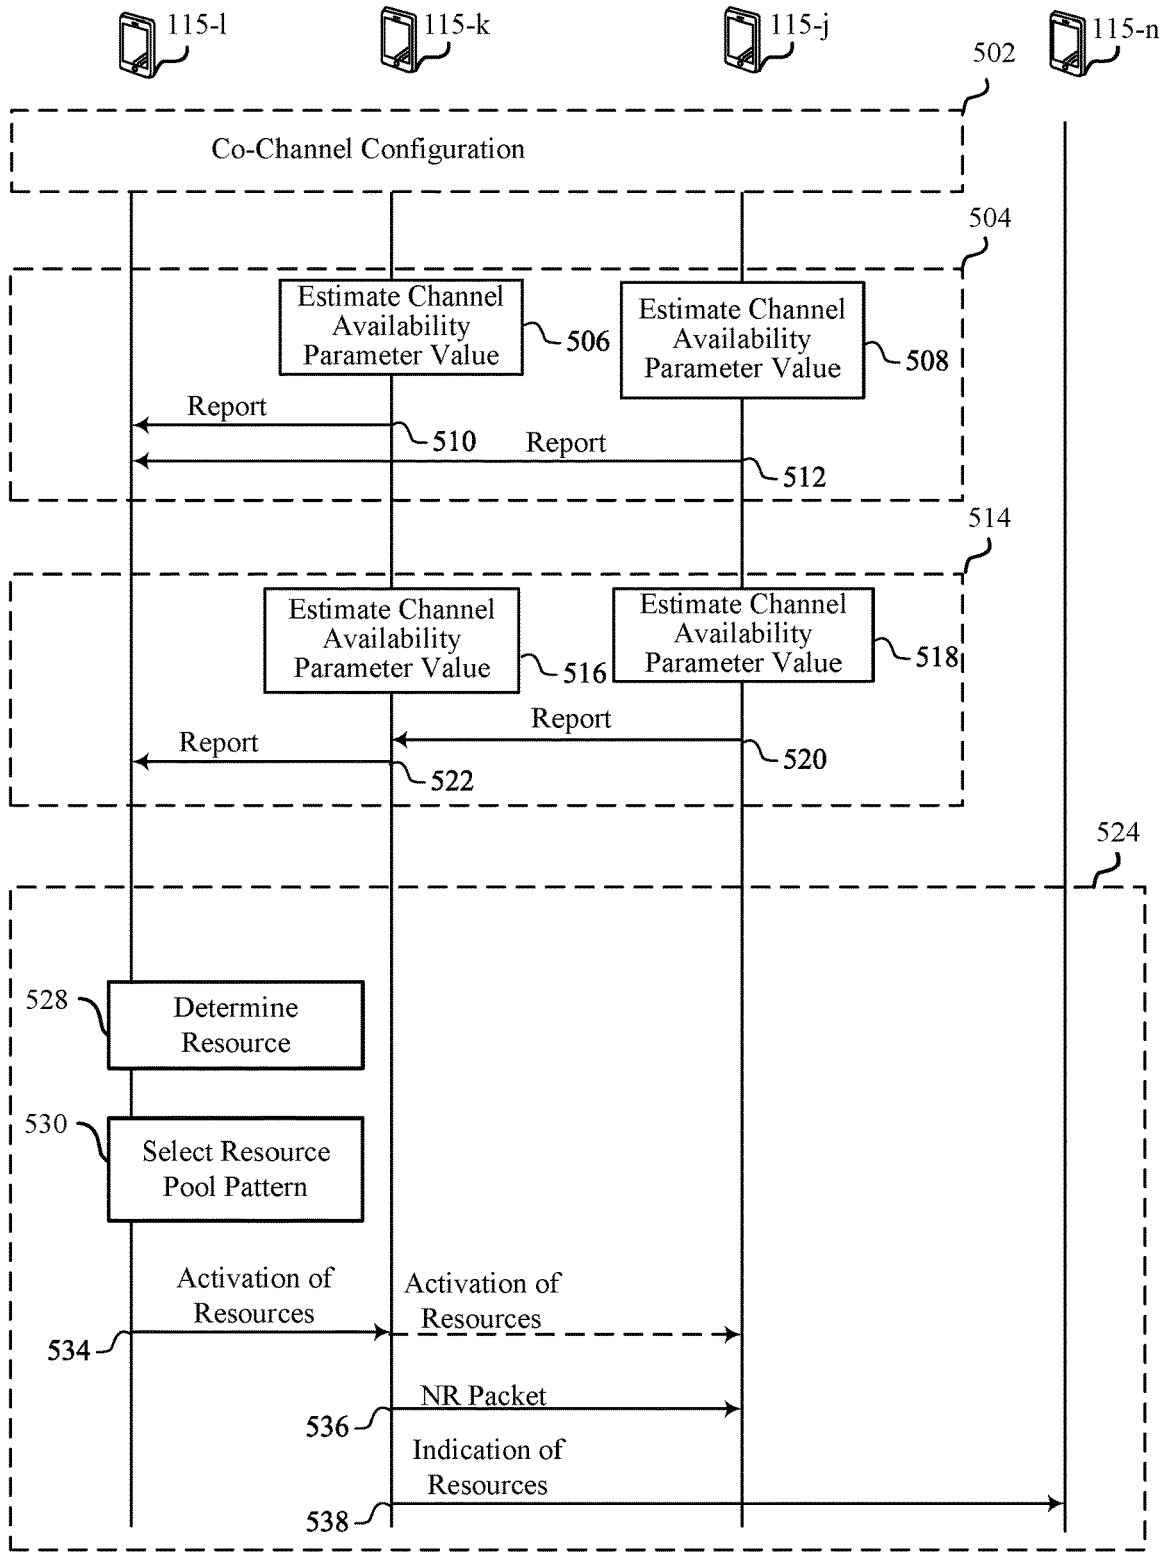 115-l
115-k
115-j
115-n
502
Co-Channel Configuration
504
Estimate Channel
Availability
Parameter Value
506
Estimate Channel
Availability
Parameter Value
508
Report
510
Report
512
514
Estimate Channel
Availability
Parameter Value
516
Estimate Channel
Availability
Parameter Value
518
Report
520
Report
522
524
528
Determine
Resource
530
Select Resource
Pool Pattern
Activation of
Resources
534
Activation of
Resources
NR Packet
536
Indication of
Resources
538